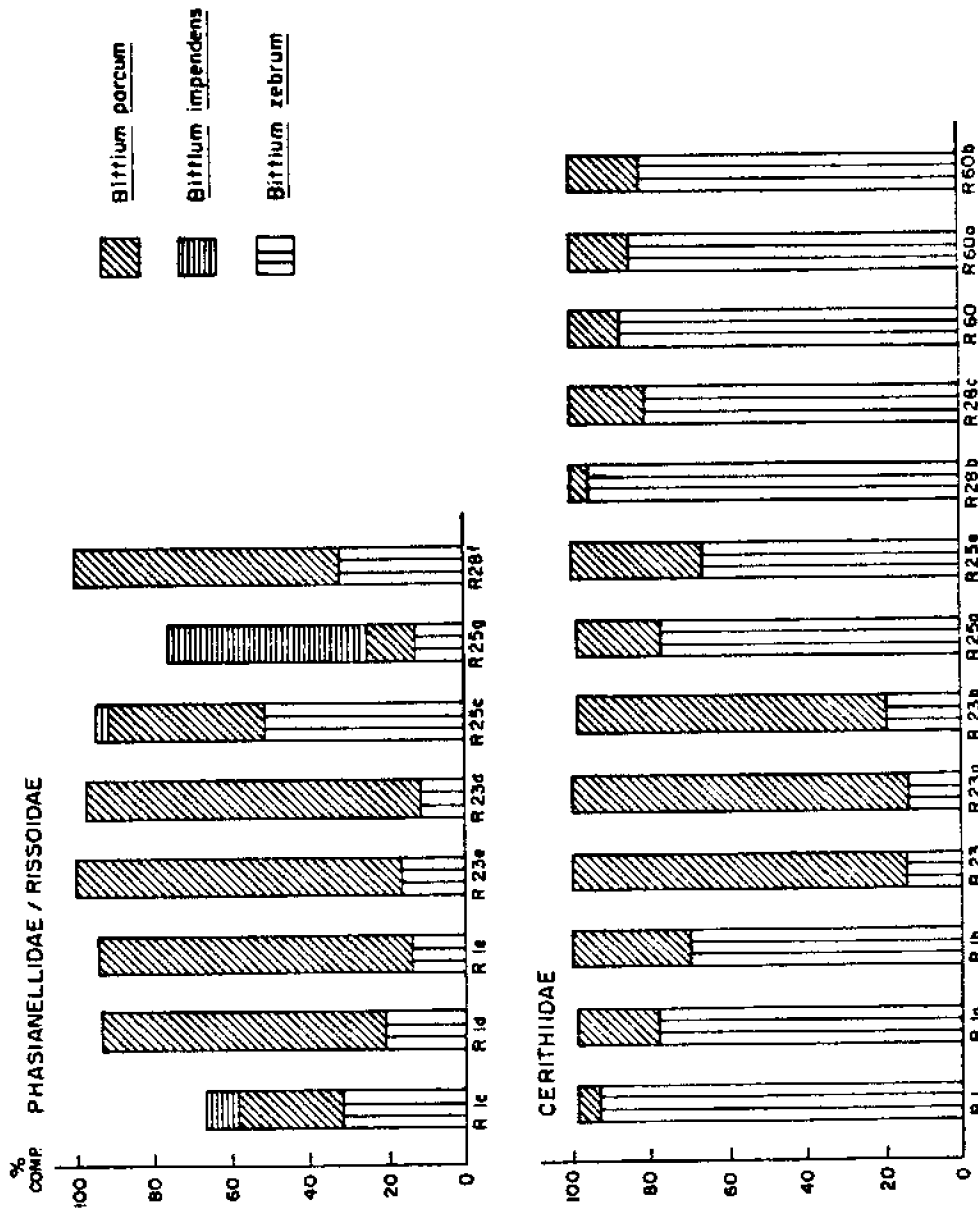 %
COMP.
PHASIANELLIDAE / RISSOIDAE
100
80
60
40
20
0
R 1c
R 1d
R 1e
R 23e
R 23d
R 25c
R 25g
R 28f
Bittium parcum
Bittium impendens
Bittium zebrum
CERITHIIDAE
100
80
60
40
20
0
R 1
R 1a
R 1b
R 23
R 23a
R 23b
R 25a
R 25e
R 28b
R 28c
R 60
R 60a
R 60b